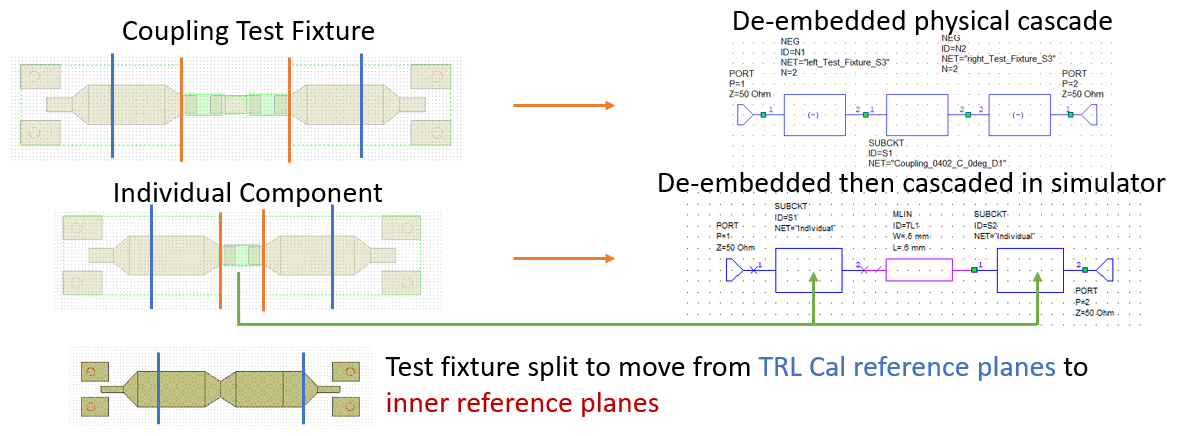 Coupling Test Fixture
De-embedded physical cascade
NEG
ID=N1
NET="left_Test_Fixture_S3"
N=2
NEG
ID=N2
NET="right_Test_Fixture_S3"
N=2
PORT
P=1
Z=50 Ohm
PORT
P=2
Z=50 Ohm
1
(-)
2
1
2
2
(-)
1
SUBCKT
ID=S1
NET="Coupling_0402_C_0deg_D1"
Individual Component
De-embedded then cascaded in simulator
SUBCKT
ID=S1
NET="Individual"
MLIN
ID=TL1
W=.5 mm
L=.6 mm
SUBCKT
ID=S2
NET="Individual"
PORT
P=1
Z=50 Ohm
1
2
1
2
PORT
P=2
Z=50 Ohm
Test fixture split to move from TRL Cal reference planes to
inner reference planes